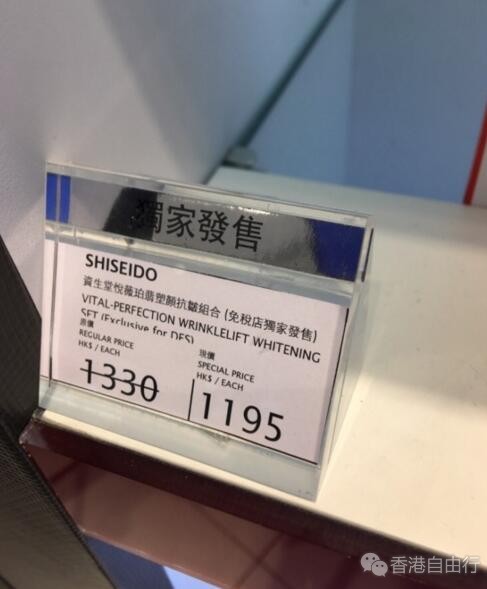 獨家發售
SHISEIDO
資生堂悅薇珀翡塑顏抗皺組合 (免稅店獨家發售)
VITAL-PERFECTION WRINKLELIFT WHITENING
SET (Exclusive for DFS)
原價
REGULAR PRICE
HK$ / EACH
1330
現價
SPECIAL PRICE
HK$ / EACH
1195
香港自由行